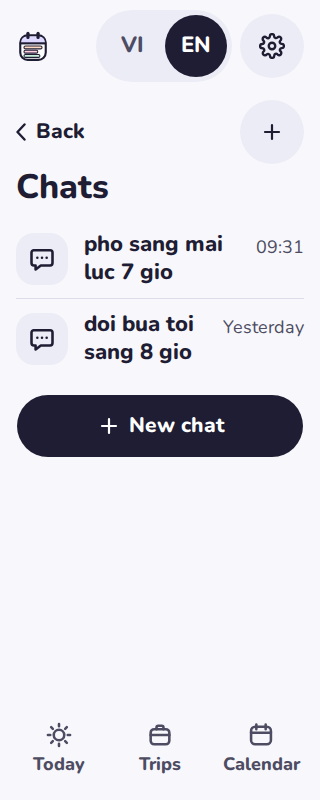 VI EN
Back
Chats
pho sang mai
luc 7 gio
09:31
doi bua toi
sang 8 gio
Yesterday
New chat
Today Trips Calendar